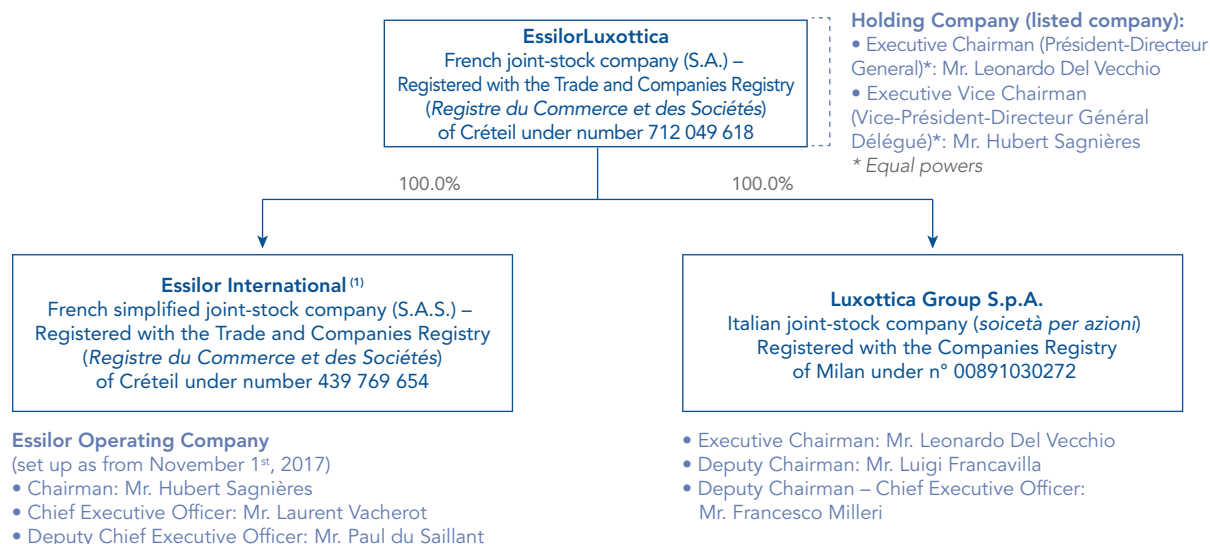 EssilorLuxottica
French joint-stock company (S.A.) –
Registered with the Trade and Companies Registry
(Registre du Commerce et des Sociétés)
of Créteil under number 712 049 618
Holding Company (listed company):
• Executive Chairman (Président-Directeur
General)*: Mr. Leonardo Del Vecchio
• Executive Vice Chairman
(Vice-Président-Directeur Général
Délégué)*: Mr. Hubert Sagnières
* Equal powers
100.0%
100.0%
Essilor International (1)
French simplified joint-stock company (S.A.S.) –
Registered with the Trade and Companies Registry
(Registre du Commerce et des Sociétés)
of Créteil under number 439 769 654
Luxottica Group S.p.A.
Italian joint-stock company (soicetà per azioni)
Registered with the Companies Registry
of Milan under n° 00891030272
Essilor Operating Company
(set up as from November 1st, 2017)
• Chairman: Mr. Hubert Sagnières
• Chief Executive Officer: Mr. Laurent Vacherot
• Deputy Chief Executive Officer: Mr. Paul du Saillant
• Executive Chairman: Mr. Leonardo Del Vecchio
• Deputy Chairman: Mr. Luigi Francavilla
• Deputy Chairman – Chief Executive Officer:
Mr. Francesco Milleri